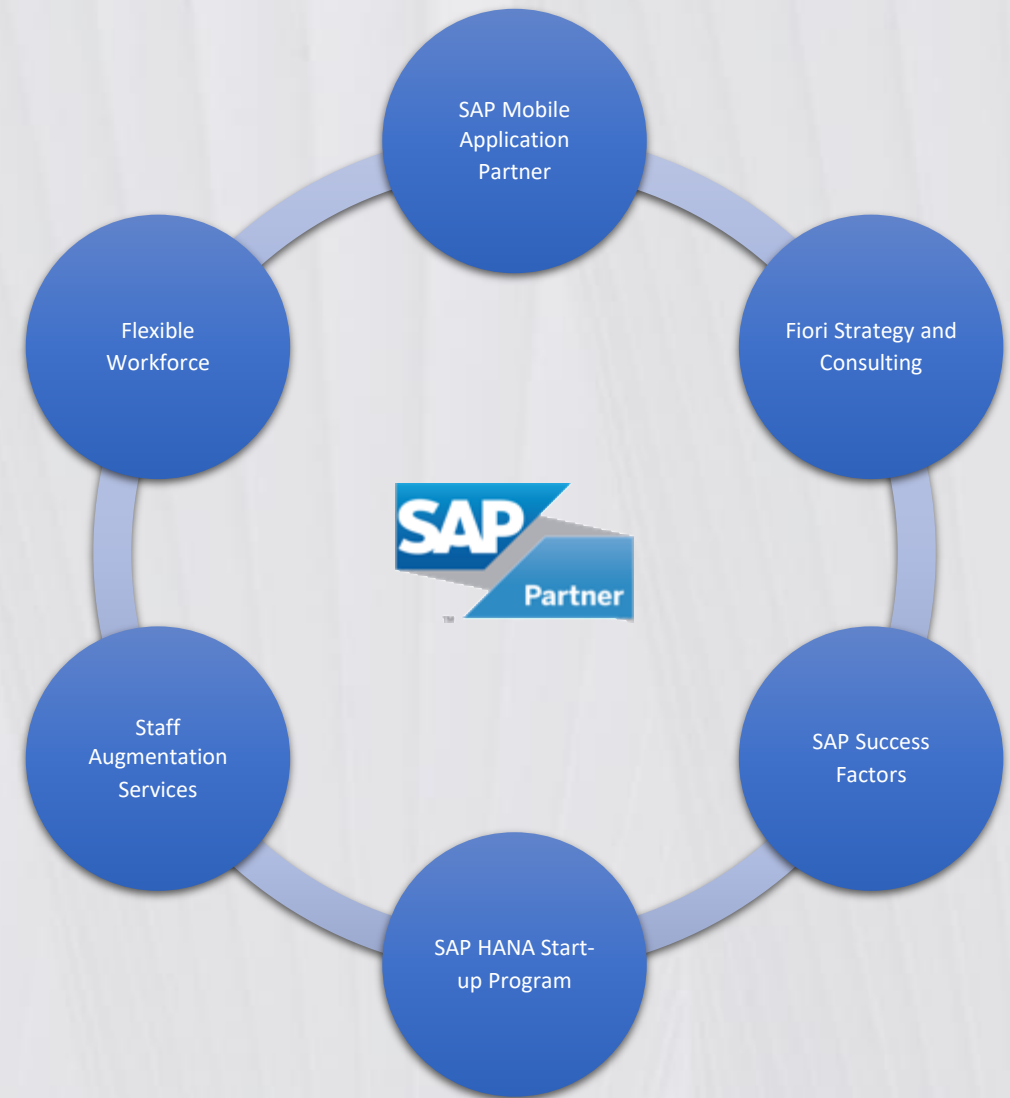 SAP Mobile
Application
Partner
Flexible
Workforce
Fiori Strategy and
Consulting
SAP
Partner
TM
Staff
Augmentation
Services
SAP Success
Factors
SAP HANA Start-
up Program